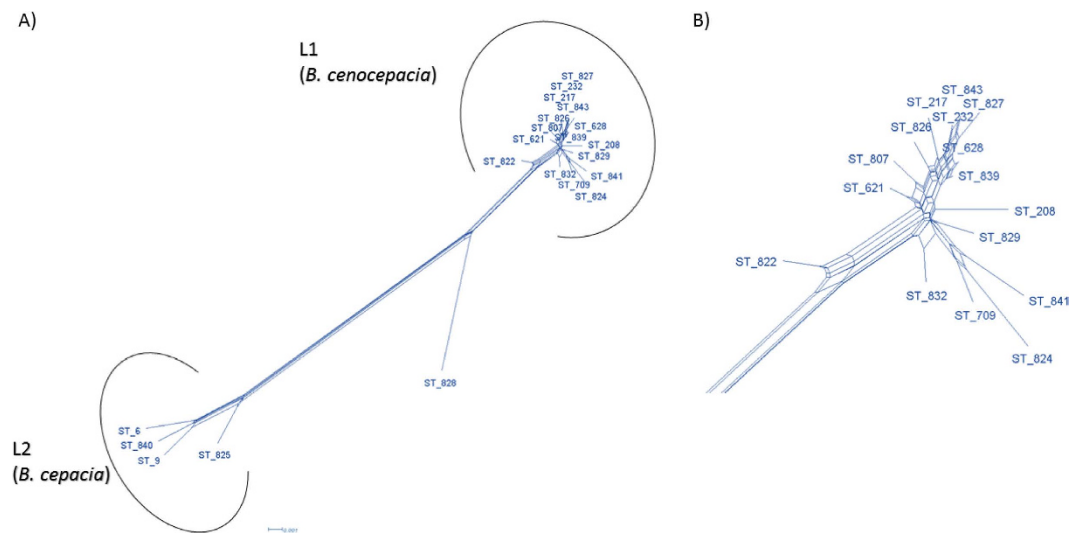 A)
L1
(B. cenocepacia)
ST_827
ST_232
ST_217
ST_843
ST_826
ST_807
ST_628
ST_621
ST_839
ST_208
ST_822
ST_829
ST_832
ST_841
ST_709
ST_824
ST_828
ST_6
ST_840
ST_9
ST_825
L2
(B. cepacia)
0.001
B)
ST_843
ST_217
ST_827
ST_232
ST_826
ST_628
ST_807
ST_839
ST_621
ST_208
ST_829
ST_822
ST_832
ST_841
ST_709
ST_824